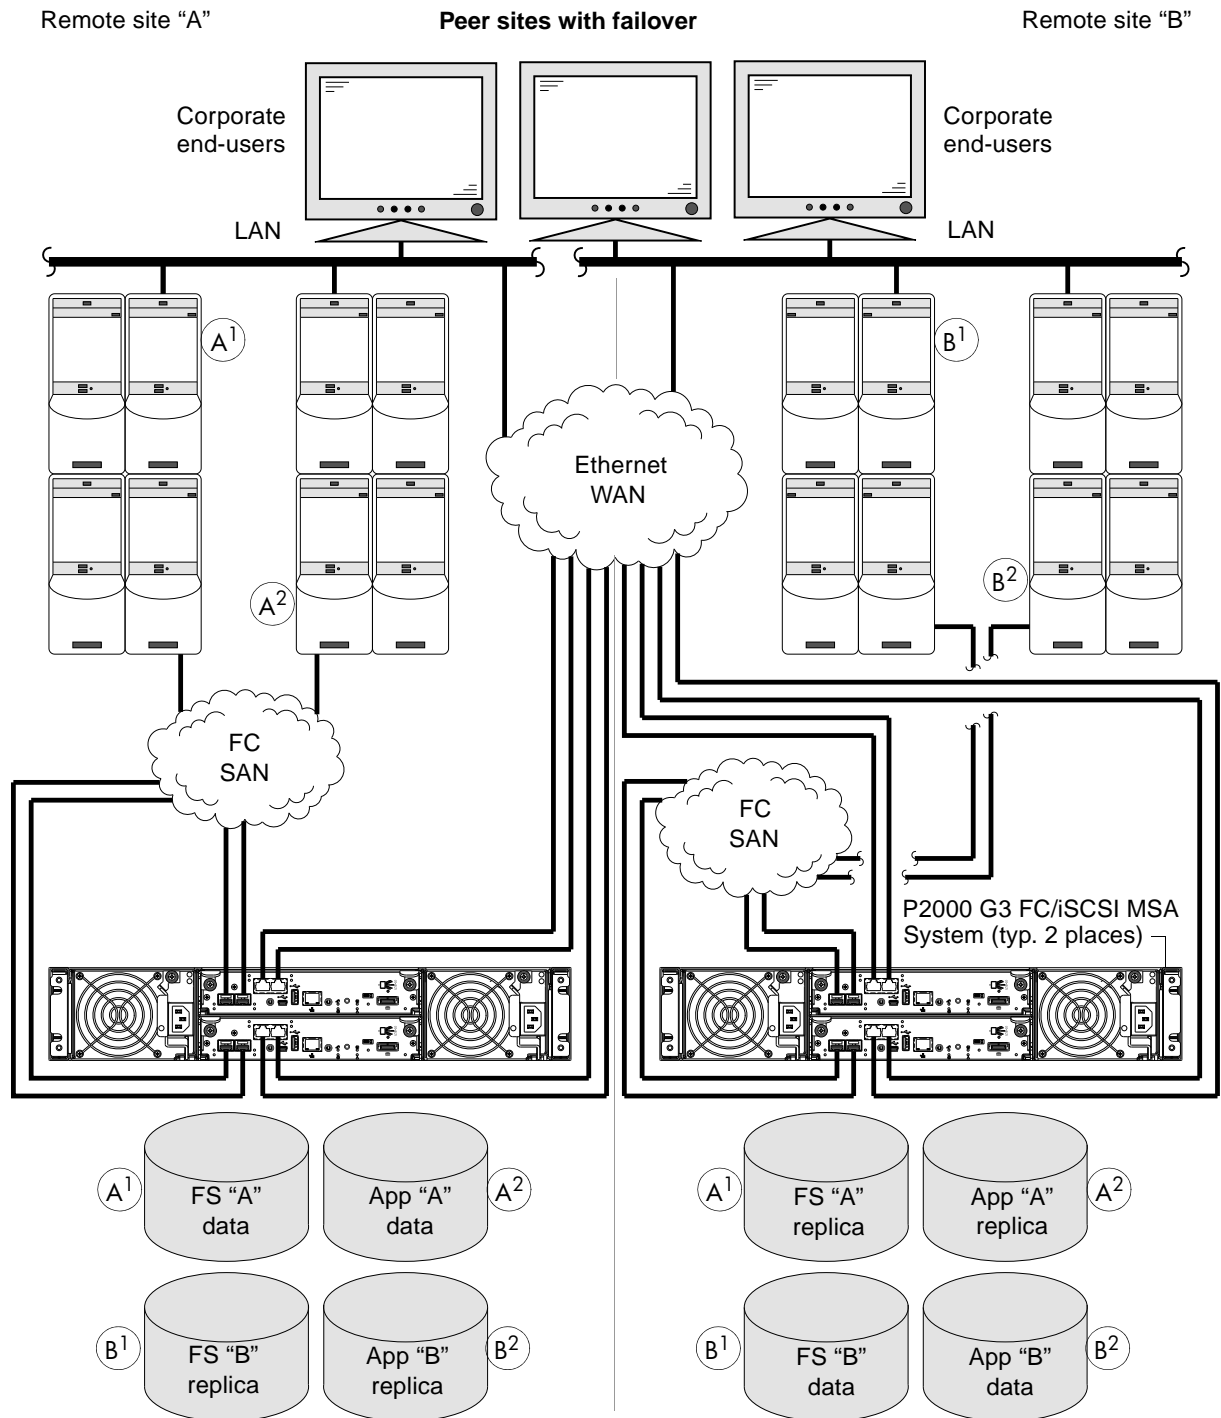 Remote site “A”
Peer sites with failover
Remote site “B”
Corporate
end-users
Corporate
end-users
LAN
LAN
A1
B1
Ethernet
WAN
A2
B2
FC
SAN
FC
SAN
P2000 G3 FC/iSCSI MSA
System (typ. 2 places)
A1
FS “A”
data
App “A”
data
A2
A1
FS “A”
replica
App “A”
replica
A2
B1
FS “B”
replica
App “B”
replica
B2
B1
FS “B”
data
App “B”
data
B2